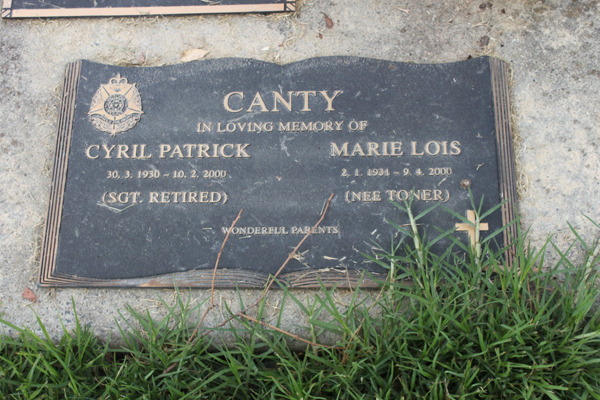 CANTY
IN LOVING MEMORY OF
CYRIL PATRICK MARIE LOIS
30. 3. 1930 – 10. 2. 2000 2. 1. 1931 – 9. 4. 2000
(SGT. RETIRED) (NEE TONER)
WONDERFUL PARENTS